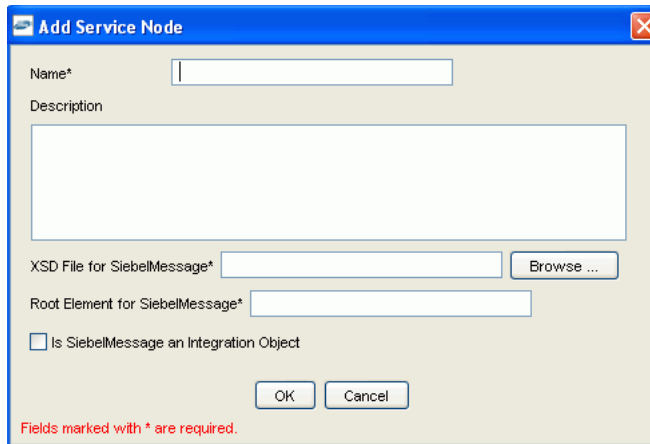 Add Service Node
Name*
Description
XSD File for SiebelMessage*
Browse ...
Root Element for SiebelMessage*
Is SiebelMessage an Integration Object
OK
Cancel
Fields marked with * are required.